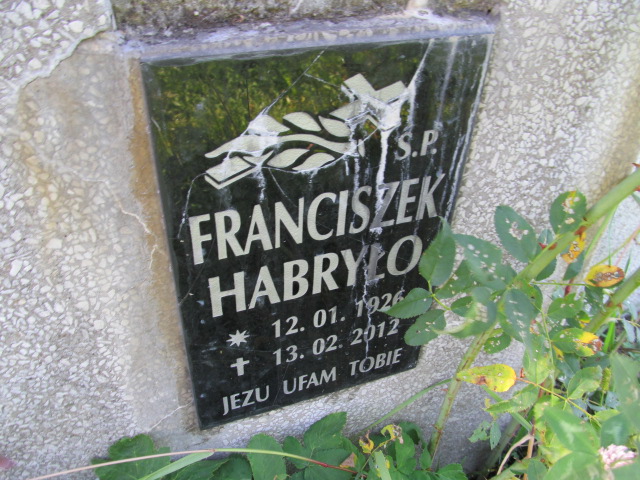 S.P.
FRANCISZEK
HABRYŁO
12. 01. 1926
13. 02. 2012
JEZU UFAM TOBIE